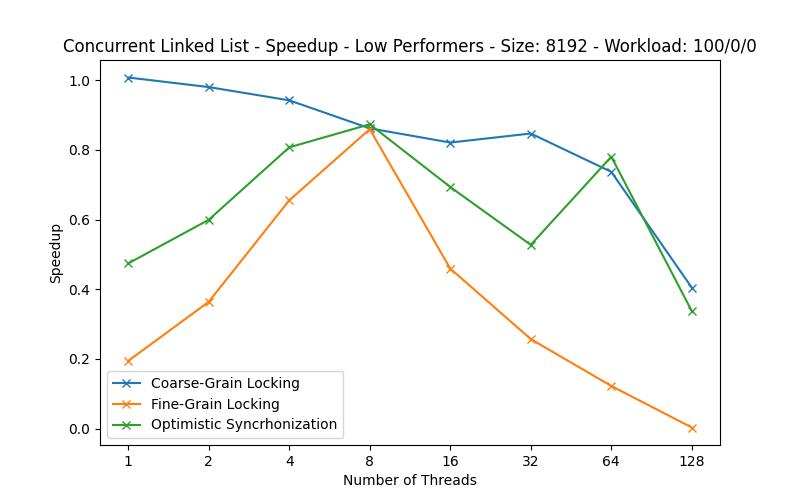 Concurrent Linked List - Speedup - Low Performers - Size: 8192 - Workload: 100/0/0
1.0
0.8
0.6
0.4
0.2
0.0
Speedup
Coarse-Grain Locking
Fine-Grain Locking
Optimistic Syncrhonization
1 2 4 8 16 32 64 128
Number of Threads